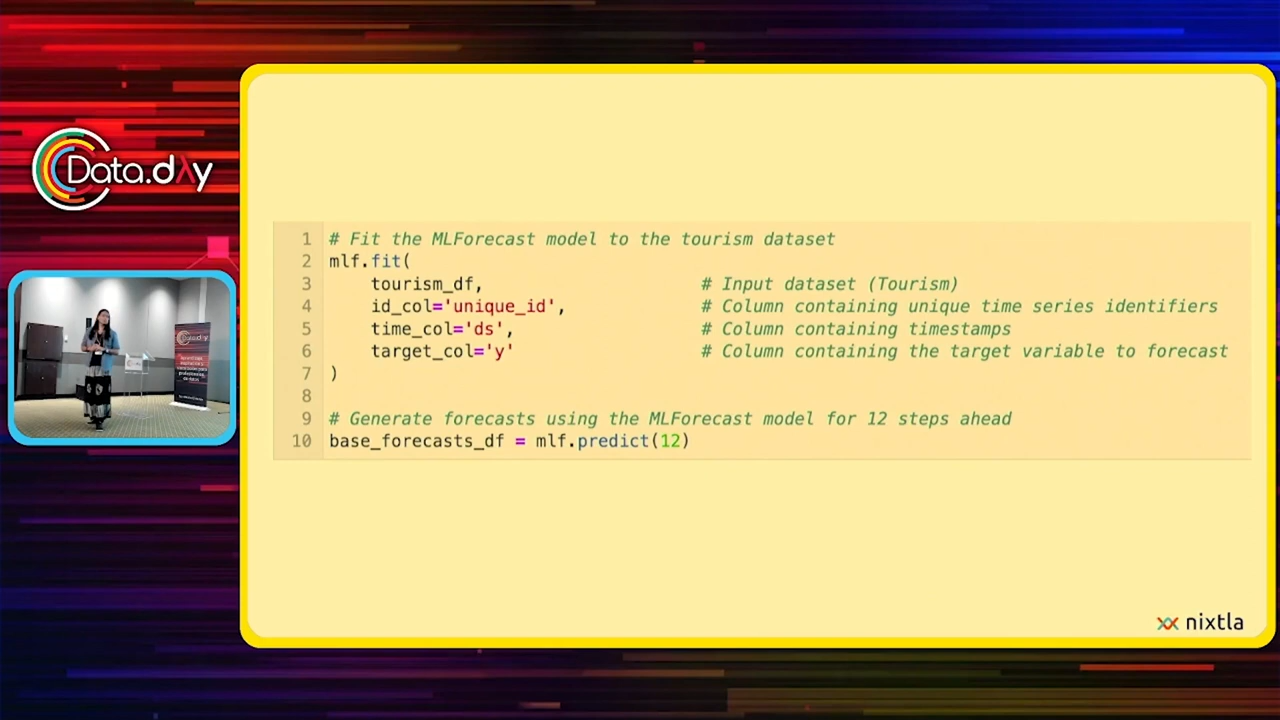 Data.dAy
1 # Fit the MLForecast model to the tourism dataset
2 mlf.fit(
3 tourism_df, # Input dataset (Tourism)
4 id_col='unique_id', # Column containing unique time series identifiers
5 time_col='ds', # Column containing timestamps
6 target_col='y' # Column containing the target variable to forecast
7 )
8
9 # Generate forecasts using the MLForecast model for 12 steps ahead
10 base_forecasts_df = mlf.predict(12)
nixtla
Data.dAy